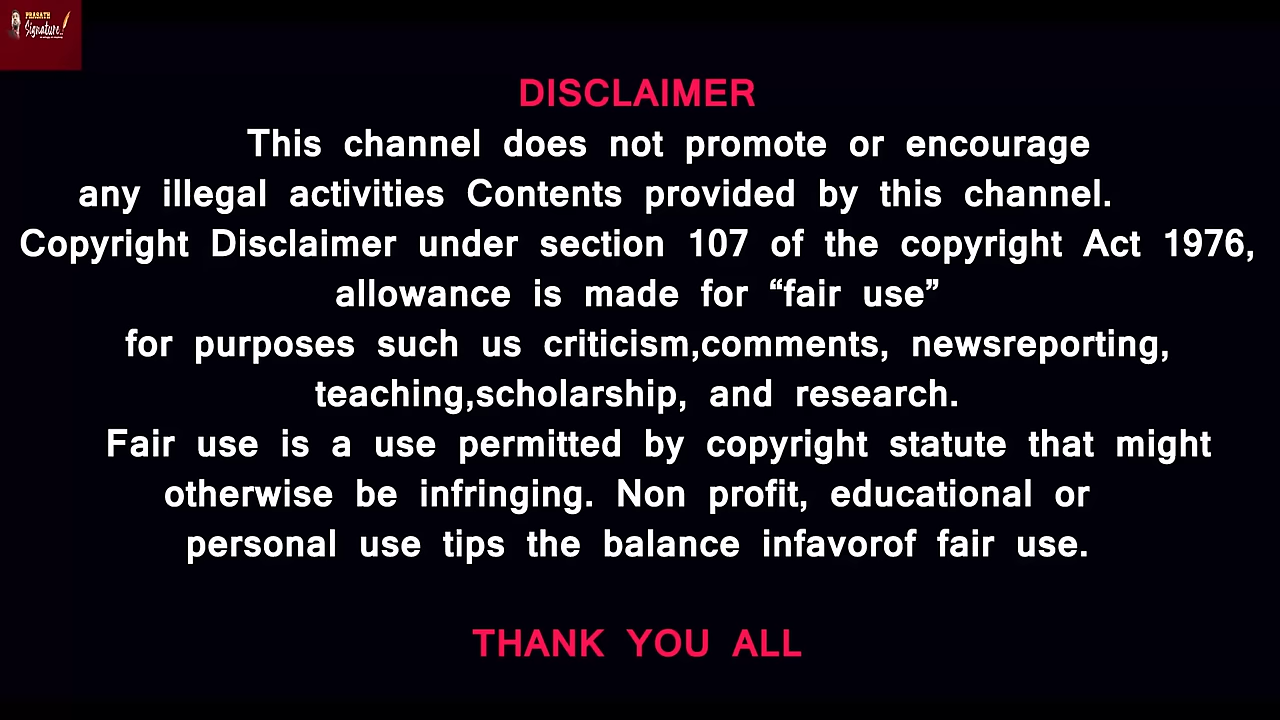 PRASATH
Signature.!
DISCLAIMER
This channel does not promote or encourage
any illegal activities Contents provided by this channel.
Copyright Disclaimer under section 107 of the copyright Act 1976,
allowance is made for “fair use”
for purposes such us criticism,comments, newsreporting,
teaching,scholarship, and research.
Fair use is a use permitted by copyright statute that might
otherwise be infringing. Non profit, educational or
personal use tips the balance infavorof fair use.
THANK YOU ALL